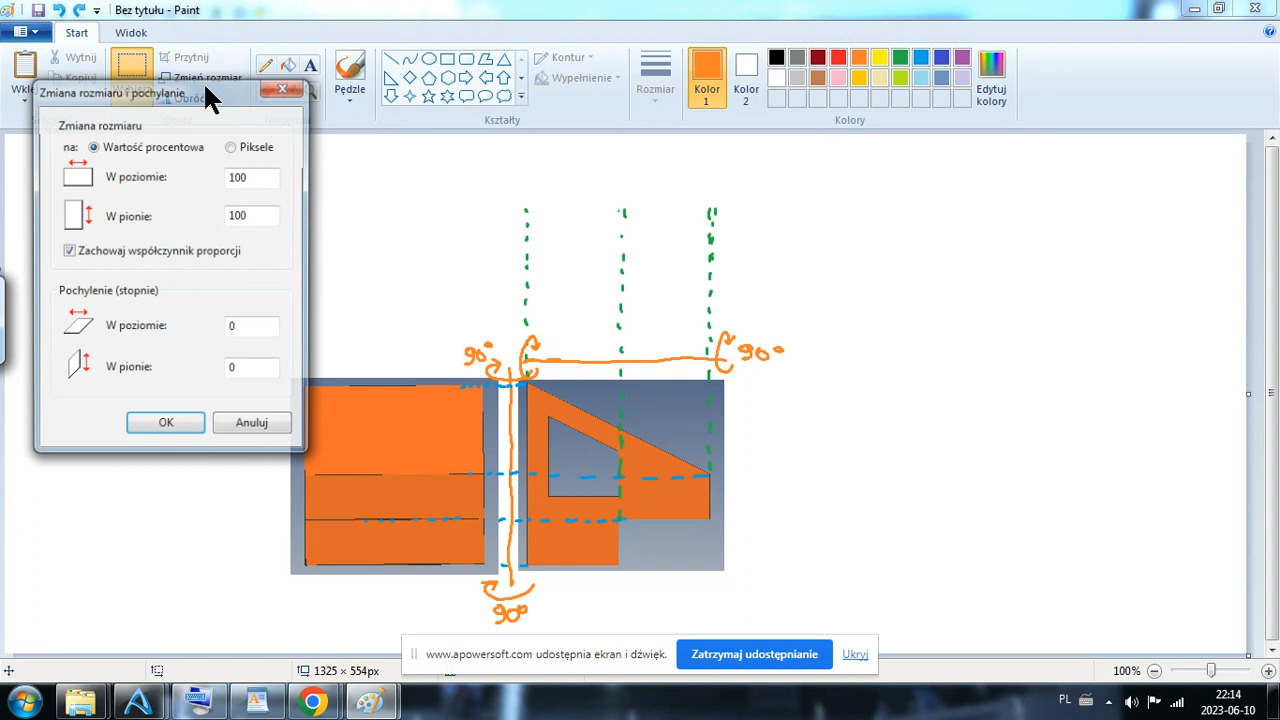 Bez tytułu - Paint
Start
Widok
Wytnij
Kopiuj
Przytnij
Zmień rozmiar
Pędzle
Kształty
Kontur
Wypełnienie
Rozmiar
Kolor 1
Kolor 2
Edytuj kolory
Kolory
Zmiana rozmiaru i pochylanie
Zmiana rozmiaru
na: Wartość procentowa Piksele
W poziomie: 100
W pionie: 100
Zachowaj współczynnik proporcji
Pochylenie (stopnie)
W poziomie: 0
W pionie: 0
OK Anuluj
90°
90°
90°
www.apowersoft.com udostępnia ekran i dźwięk.
Zatrzymaj udostępnianie
Ukryj
1325 × 554px
100%
PL
22:14
2023-06-10